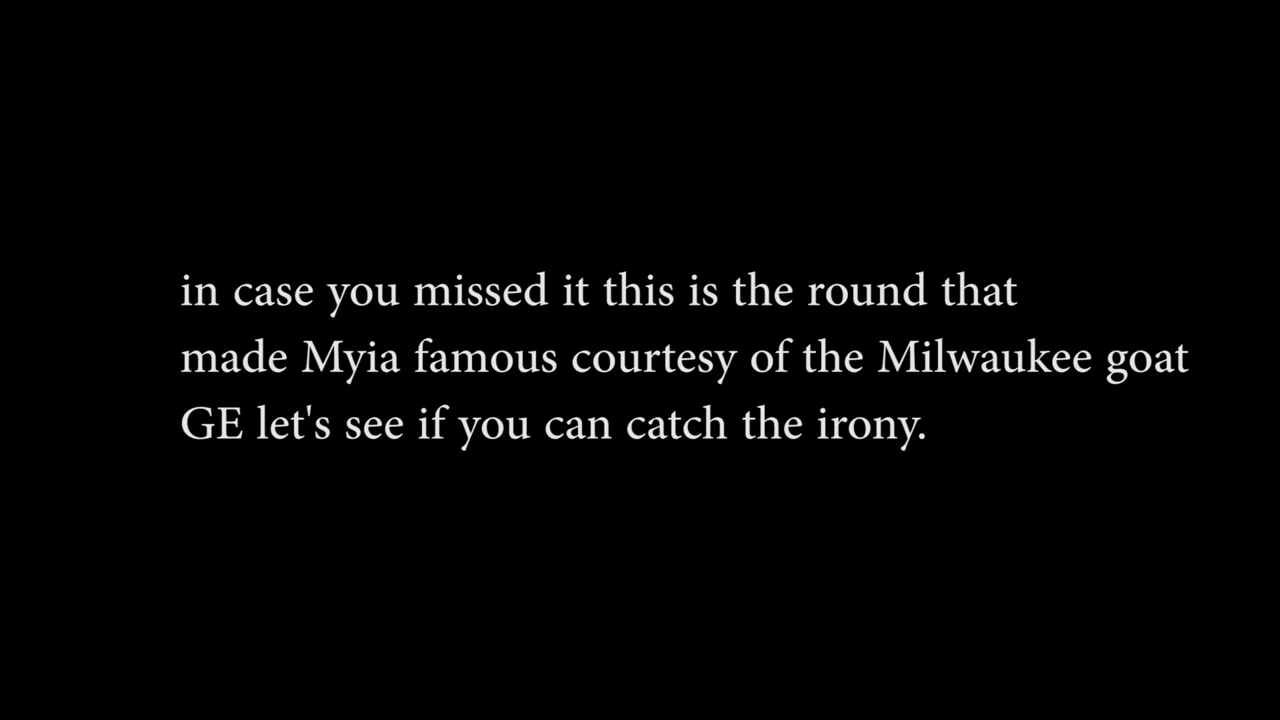 in case you missed it this is the round that
made Myia famous courtesy of the Milwaukee goat
GE let's see if you can catch the irony.